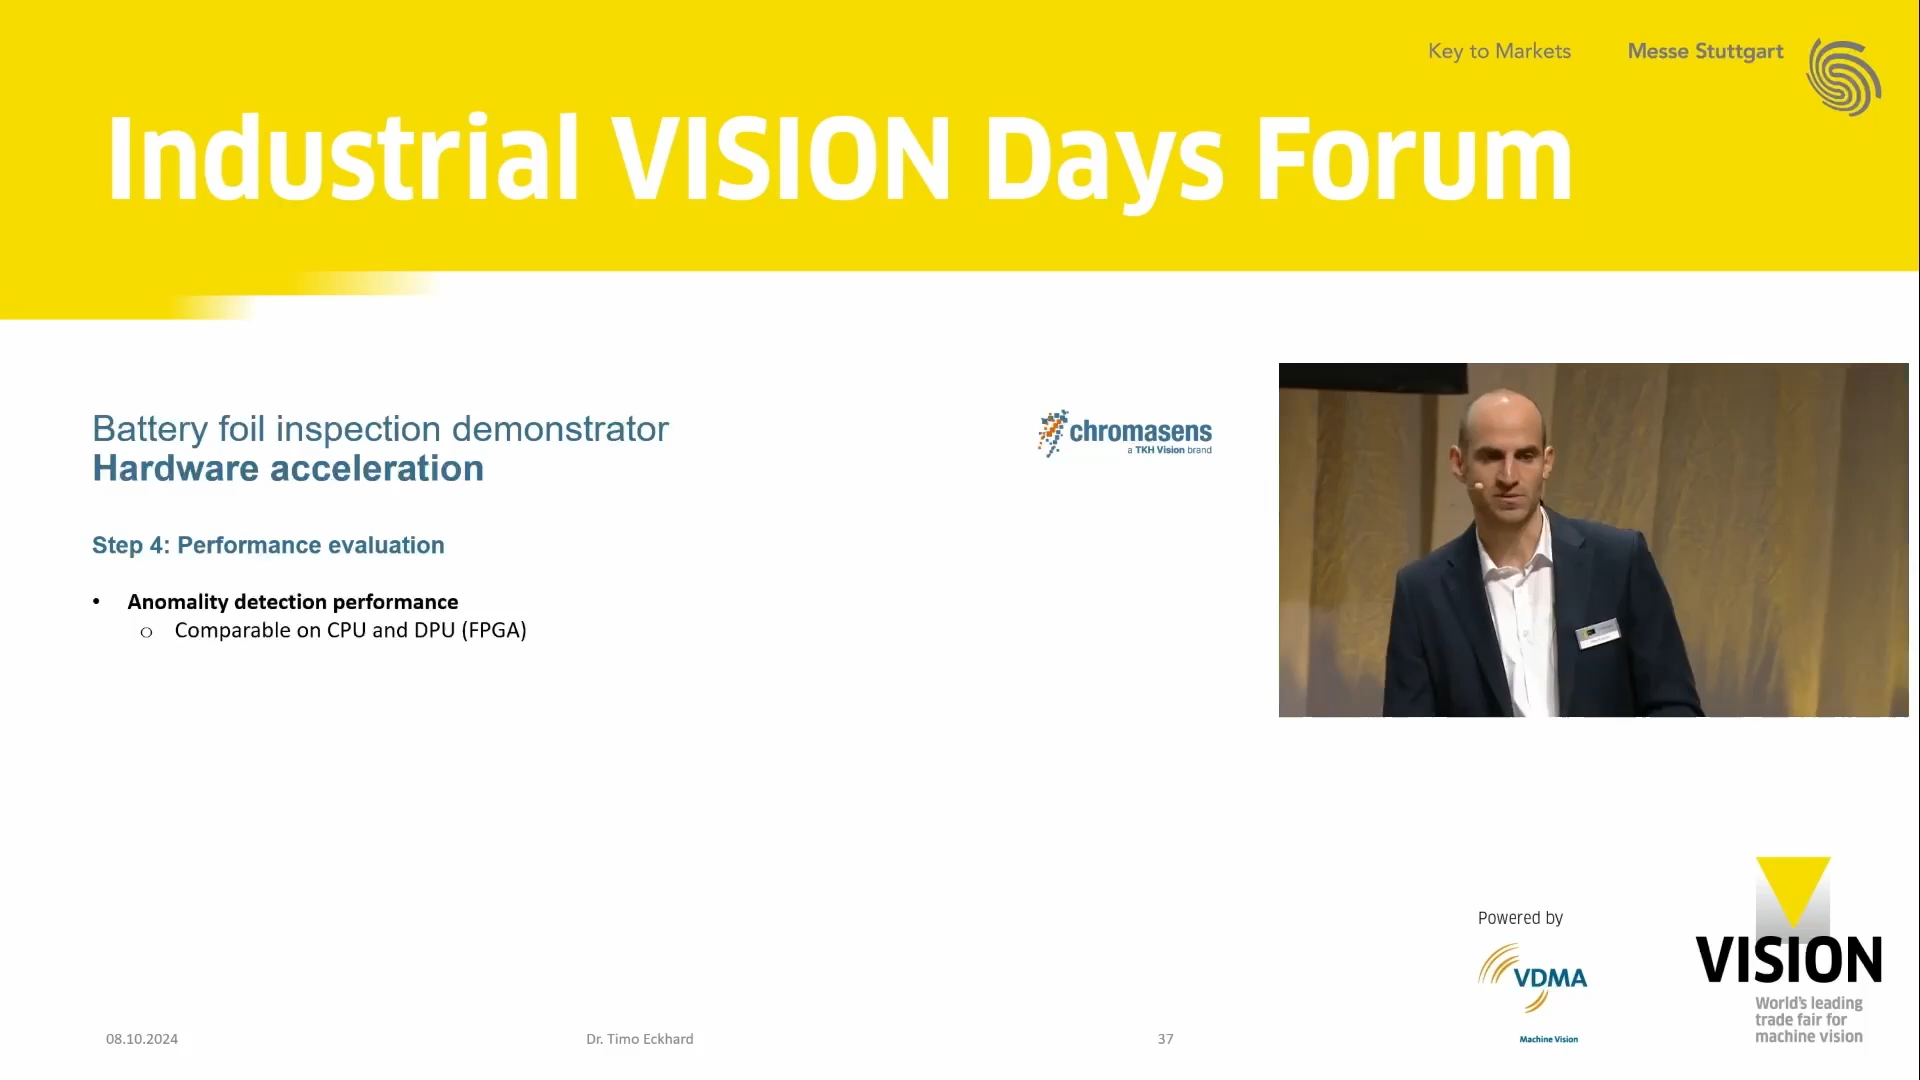 Key to Markets
Messe Stuttgart
Industrial VISION Days Forum
Battery foil inspection demonstrator
Hardware acceleration
chromasens
a TKH Vision brand
Step 4: Performance evaluation
• Anomality detection performance
o Comparable on CPU and DPU (FPGA)
Powered by
VDMA
Machine Vision
VISION
World's leading
trade fair for
machine vision
08.10.2024
Dr. Timo Eckhard
37